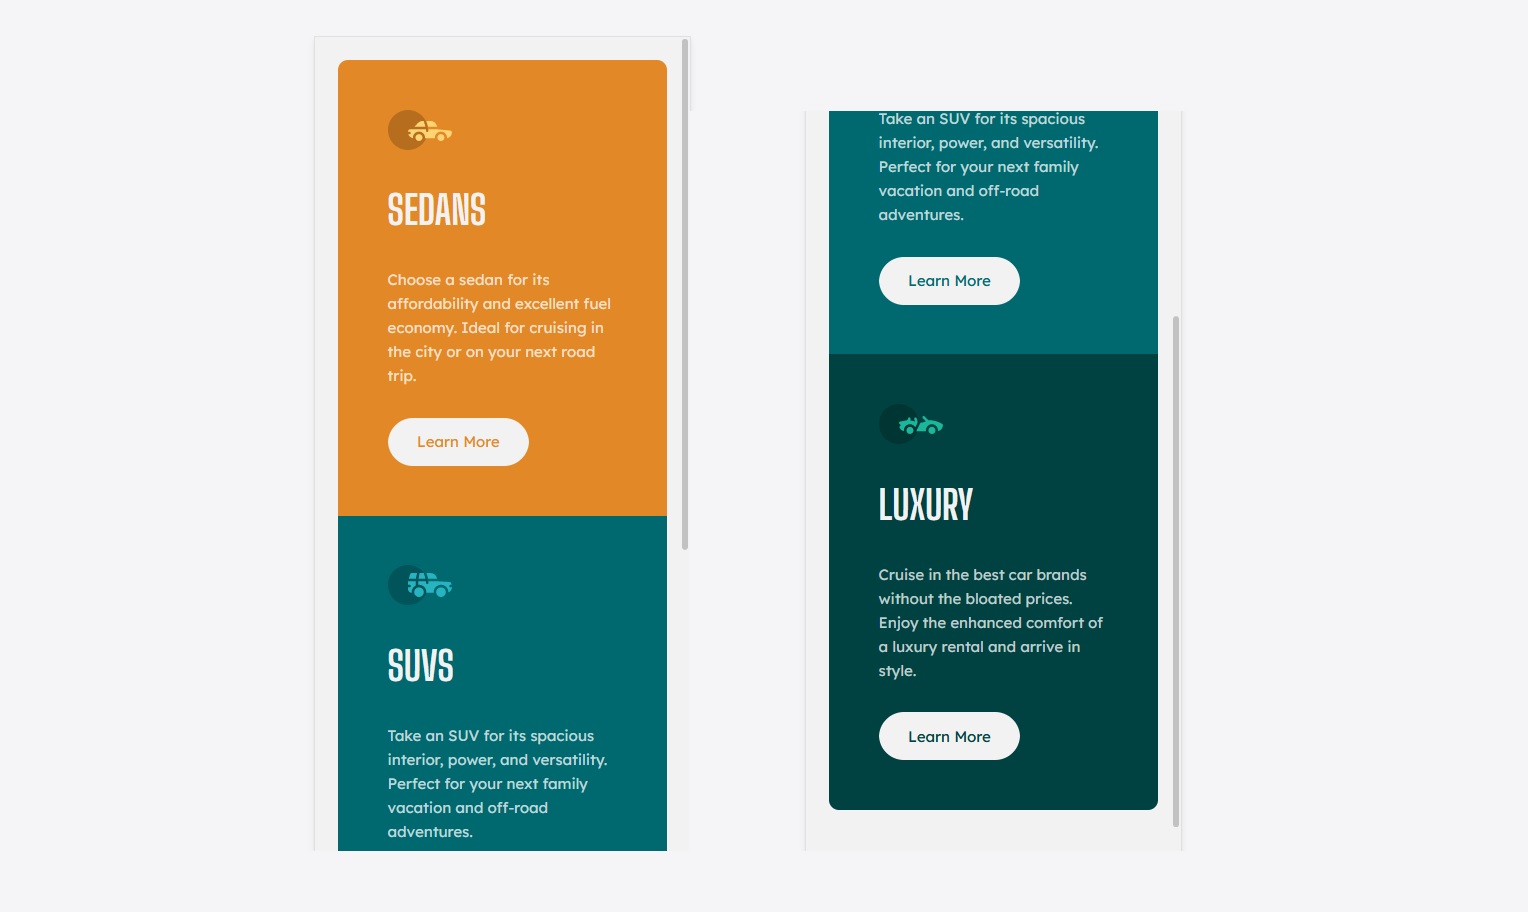 SEDANS
Choose a sedan for its
affordability and excellent fuel
economy. Ideal for cruising in
the city or on your next road
trip.
Learn More
SUVS
Take an SUV for its spacious
interior, power, and versatility.
Perfect for your next family
vacation and off-road
adventures.
Take an SUV for its spacious
interior, power, and versatility.
Perfect for your next family
vacation and off-road
adventures.
Learn More
LUXURY
Cruise in the best car brands
without the bloated prices.
Enjoy the enhanced comfort of
a luxury rental and arrive in
style.
Learn More